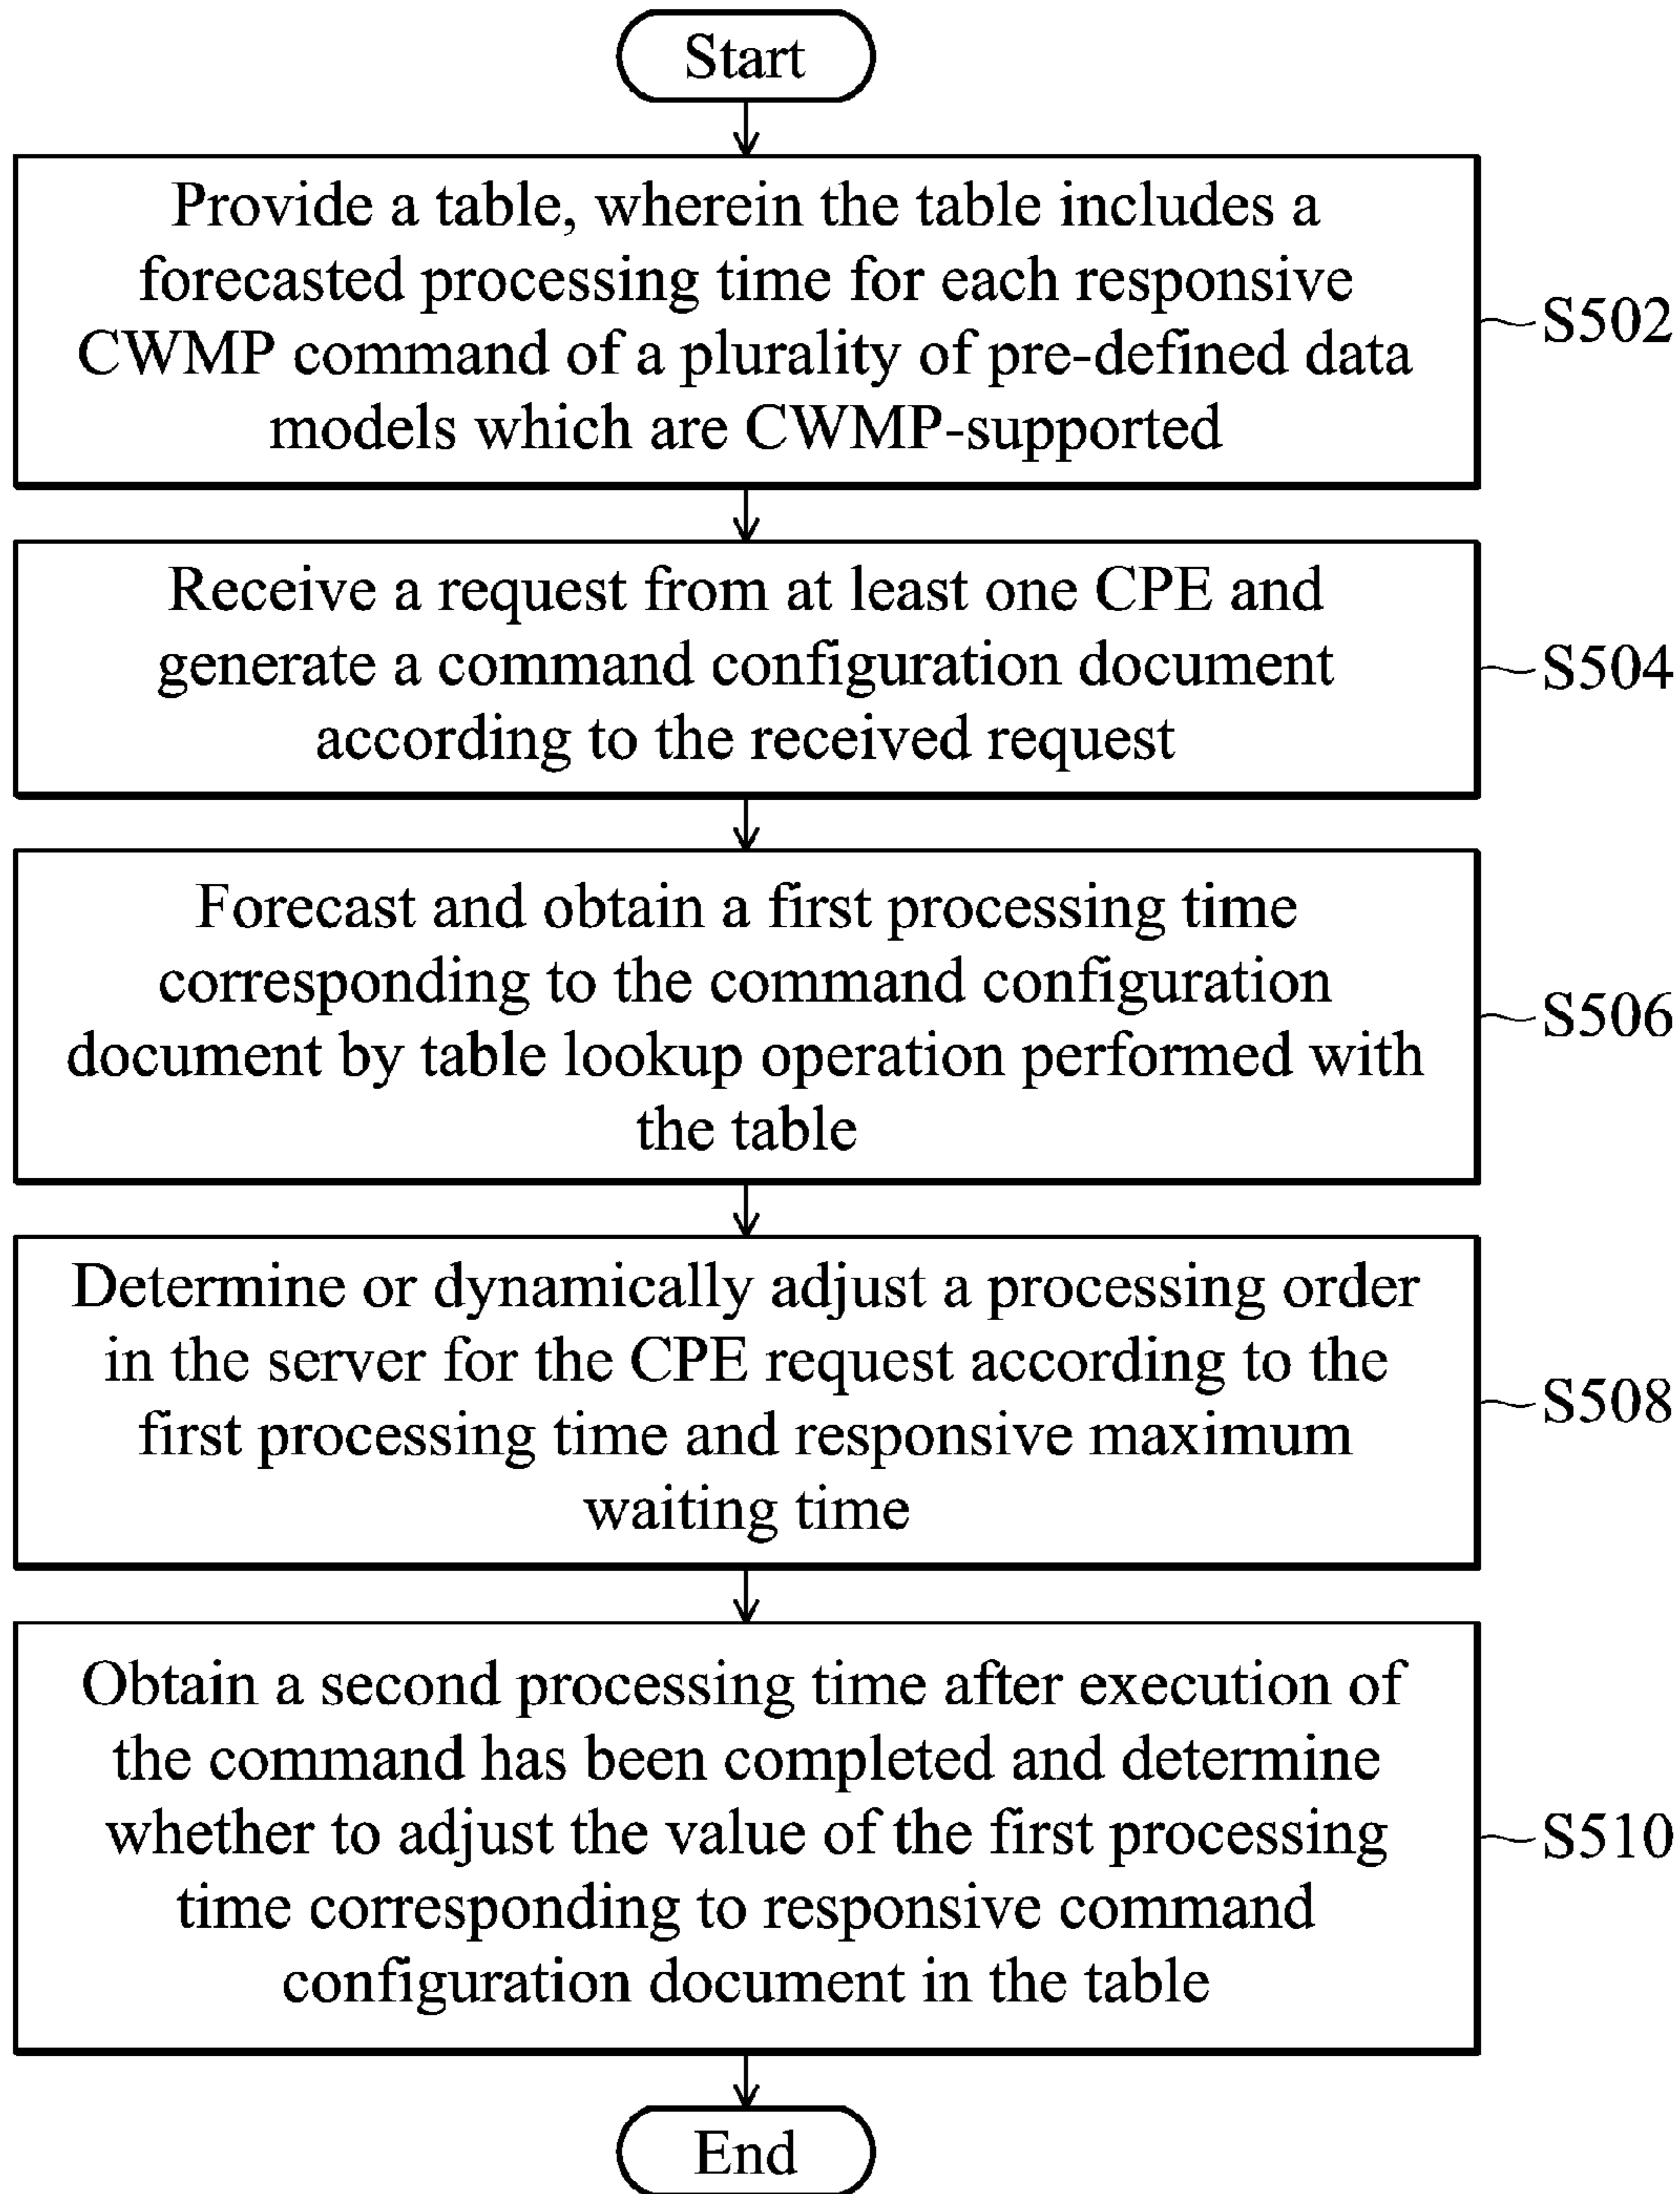 Start
Provide a table, wherein the table includes a
forecasted processing time for each responsive
CWMP command of a plurality of pre-defined data
models which are CWMP-supported
S502
Receive a request from at least one CPE and
generate a command configuration document
according to the received request
S504
Forecast and obtain a first processing time
corresponding to the command configuration
document by table lookup operation performed with
the table
S506
Determine or dynamically adjust a processing order
in the server for the CPE request according to the
first processing time and responsive maximum
waiting time
S508
Obtain a second processing time after execution of
the command has been completed and determine
whether to adjust the value of the first processing
time corresponding to responsive command
configuration document in the table
S510
End